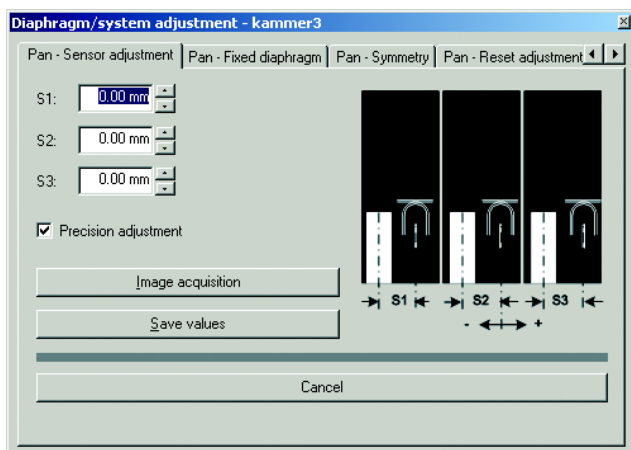 Diaphragm/system adjustment - kammer3
Pan - Sensor adjustment Pan - Fixed diaphragm Pan - Symmetry Pan - Reset adjustment
S1: 0.00 mm
S2: 0.00 mm
S3: 0.00 mm
Precision adjustment
Image acquisition
Save values
S1 S2 S3
- +
Cancel